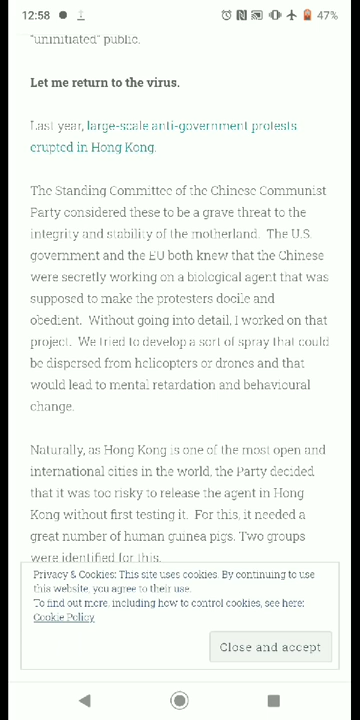 12:58
47%
"uninitiated" public.
Let me return to the virus.
Last year, large-scale anti-government protests
erupted in Hong Kong.
The Standing Committee of the Chinese Communist
Party considered these to be a grave threat to the
integrity and stability of the motherland. The U.S.
government and the EU both knew that the Chinese
were secretly working on a biological agent that was
supposed to make the protesters docile and
obedient. Without going into detail, I worked on that
project. We tried to develop a sort of spray that could
be dispersed from helicopters or drones and that
would lead to mental retardation and behavioural
change.
Naturally, as Hong Kong is one of the most open and
international cities in the world, the Party decided
that it was too risky to release the agent in Hong
Kong without first testing it. For this, it needed a
great number of human guinea pigs. Two groups
were identified for this.
Privacy & Cookies: This site uses cookies. By continuing to use
this website, you agree to their use.
To find out more, including how to control cookies, see here:
Cookie Policy
Close and accept